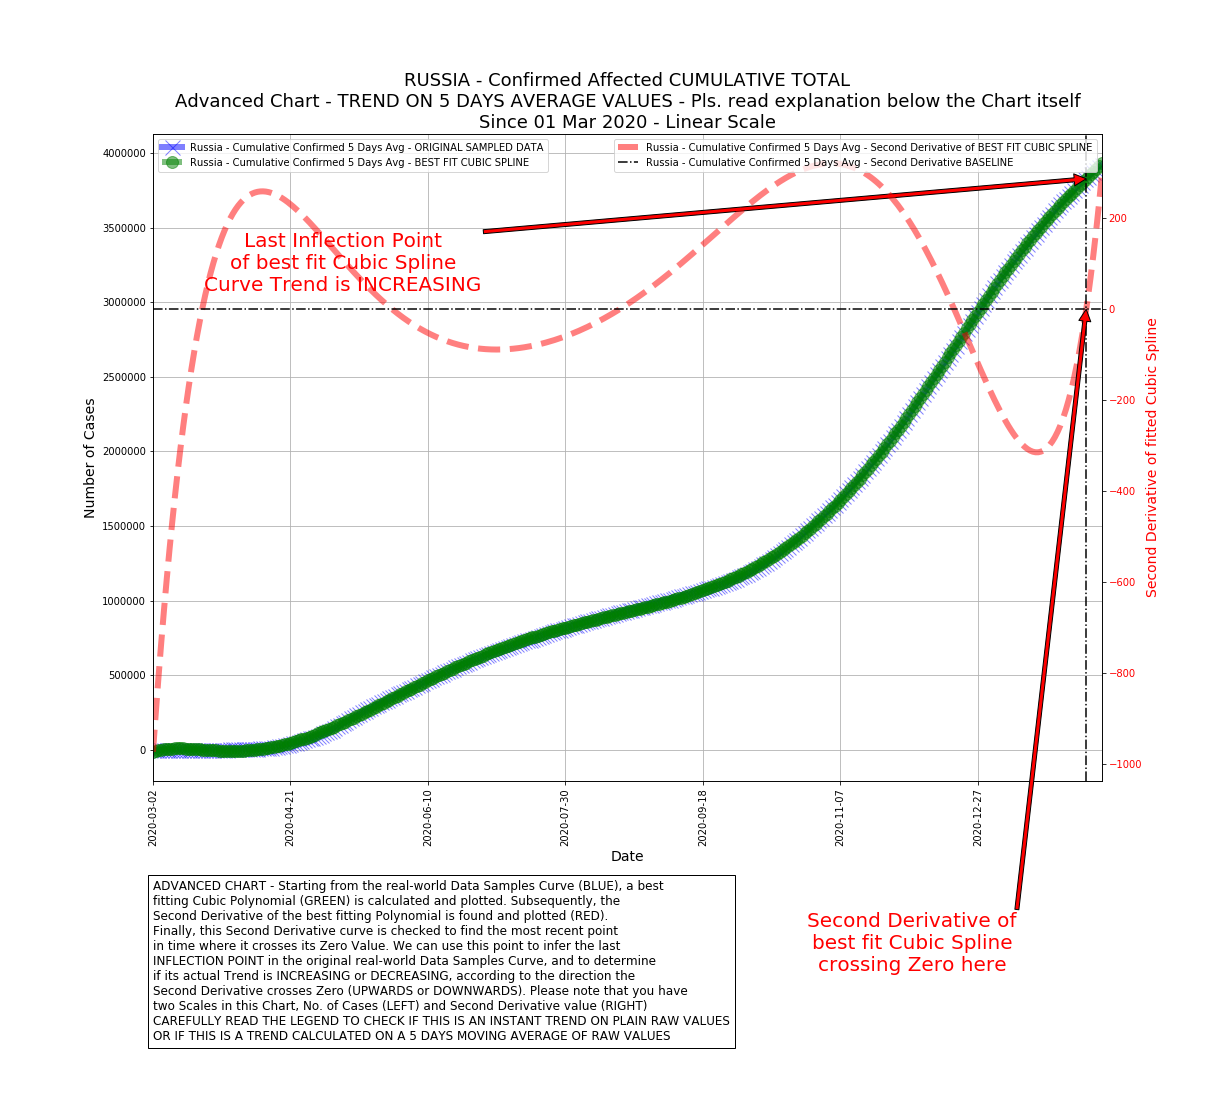 RUSSIA - Confirmed Affected CUMULATIVE TOTAL
Advanced Chart - TREND ON 5 DAYS AVERAGE VALUES - Pls. read explanation below the Chart itself
Since 01 Mar 2020 - Linear Scale
Russia - Cumulative Confirmed 5 Days Avg - ORIGINAL SAMPLED DATA
Russia - Cumulative Confirmed 5 Days Avg - BEST FIT CUBIC SPLINE
Russia - Cumulative Confirmed 5 Days Avg - Second Derivative of BEST FIT CUBIC SPLINE
Russia - Cumulative Confirmed 5 Days Avg - Second Derivative BASELINE
Last Inflection Point
of best fit Cubic Spline
Curve Trend is INCREASING
Number of Cases
4000000
3500000
3000000
2500000
2000000
1500000
1000000
500000
0
200
0
−200
−400
−600
−800
−1000
Second Derivative of fitted Cubic Spline
2020-03-02
2020-04-21
2020-06-10
2020-07-30
2020-09-18
2020-11-07
2020-12-27
Date
ADVANCED CHART - Starting from the real-world Data Samples Curve (BLUE), a best
fitting Cubic Polynomial (GREEN) is calculated and plotted. Subsequently, the
Second Derivative of the best fitting Polynomial is found and plotted (RED).
Finally, this Second Derivative curve is checked to find the most recent point
in time where it crosses its Zero Value. We can use this point to infer the last
INFLECTION POINT in the original real-world Data Samples Curve, and to determine
if its actual Trend is INCREASING or DECREASING, according to the direction the
Second Derivative crosses Zero (UPWARDS or DOWNWARDS). Please note that you have
two Scales in this Chart, No. of Cases (LEFT) and Second Derivative value (RIGHT)
CAREFULLY READ THE LEGEND TO CHECK IF THIS IS AN INSTANT TREND ON PLAIN RAW VALUES
OR IF THIS IS A TREND CALCULATED ON A 5 DAYS MOVING AVERAGE OF RAW VALUES
Second Derivative of
best fit Cubic Spline
crossing Zero here